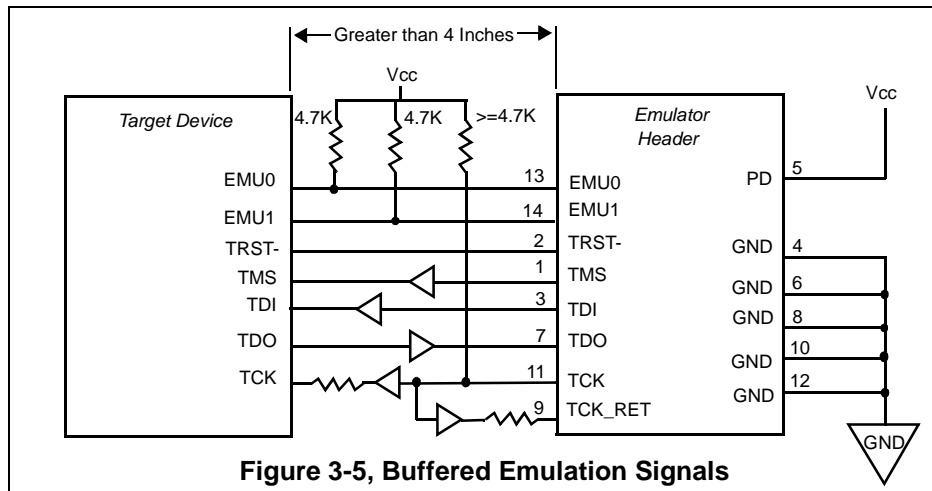 Greater than 4 Inches
Vcc
Vcc
Target Device
4.7K
4.7K
>=4.7K
Emulator
Header
EMU0
13
EMU0
PD
5
EMU1
14
EMU1
TRST-
2
TRST-
GND
4
TMS
1
TMS
GND
6
TDI
3
TDI
GND
8
TDO
7
TDO
GND
10
TCK
11
TCK
GND
12
9
TCK_RET
GND
Figure 3-5, Buffered Emulation Signals